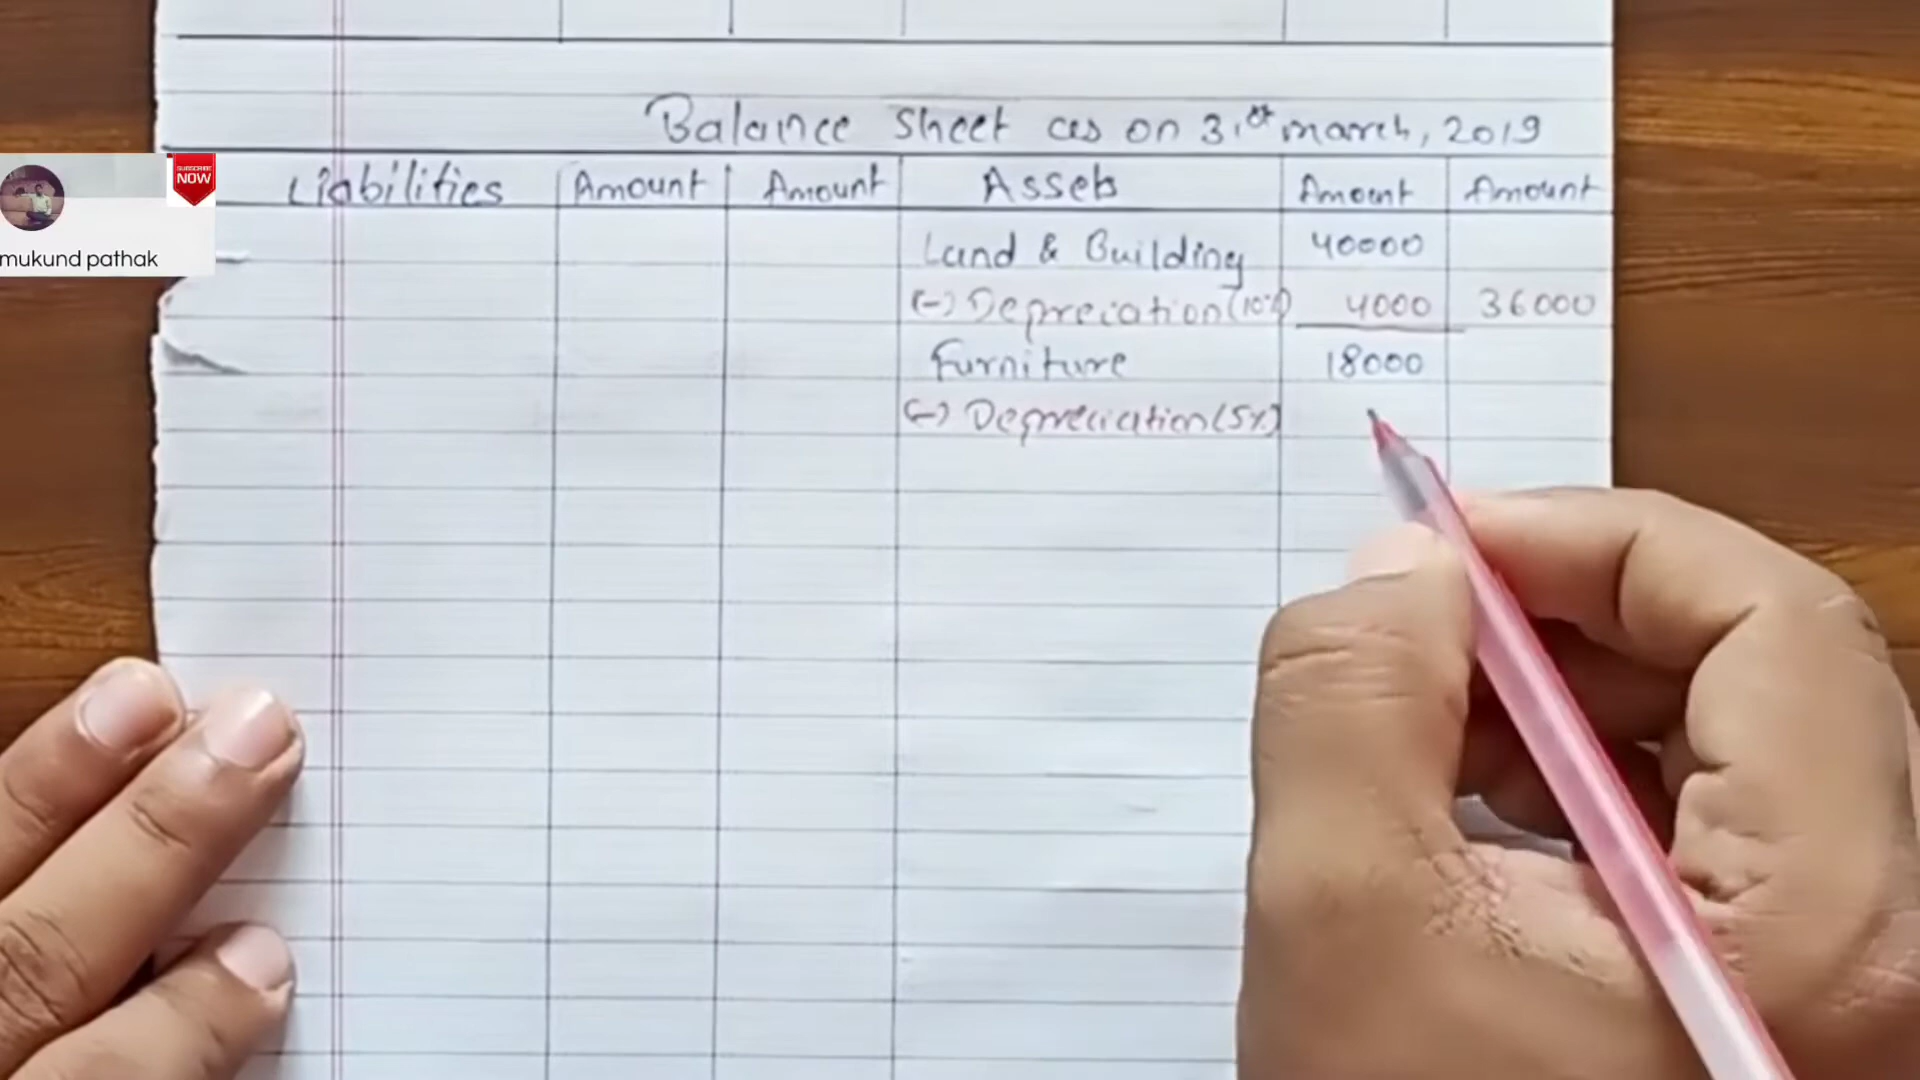 Balance Sheet as on 31st march, 2019
Liabilities Amount Amount Assets Amount Amount
SUBSCRIBE
NOW
mukund pathak
Land & Building 40000
(-) Depreciation (10%) 4000 36000
Furniture 18000
(-) Depreciation (5%)